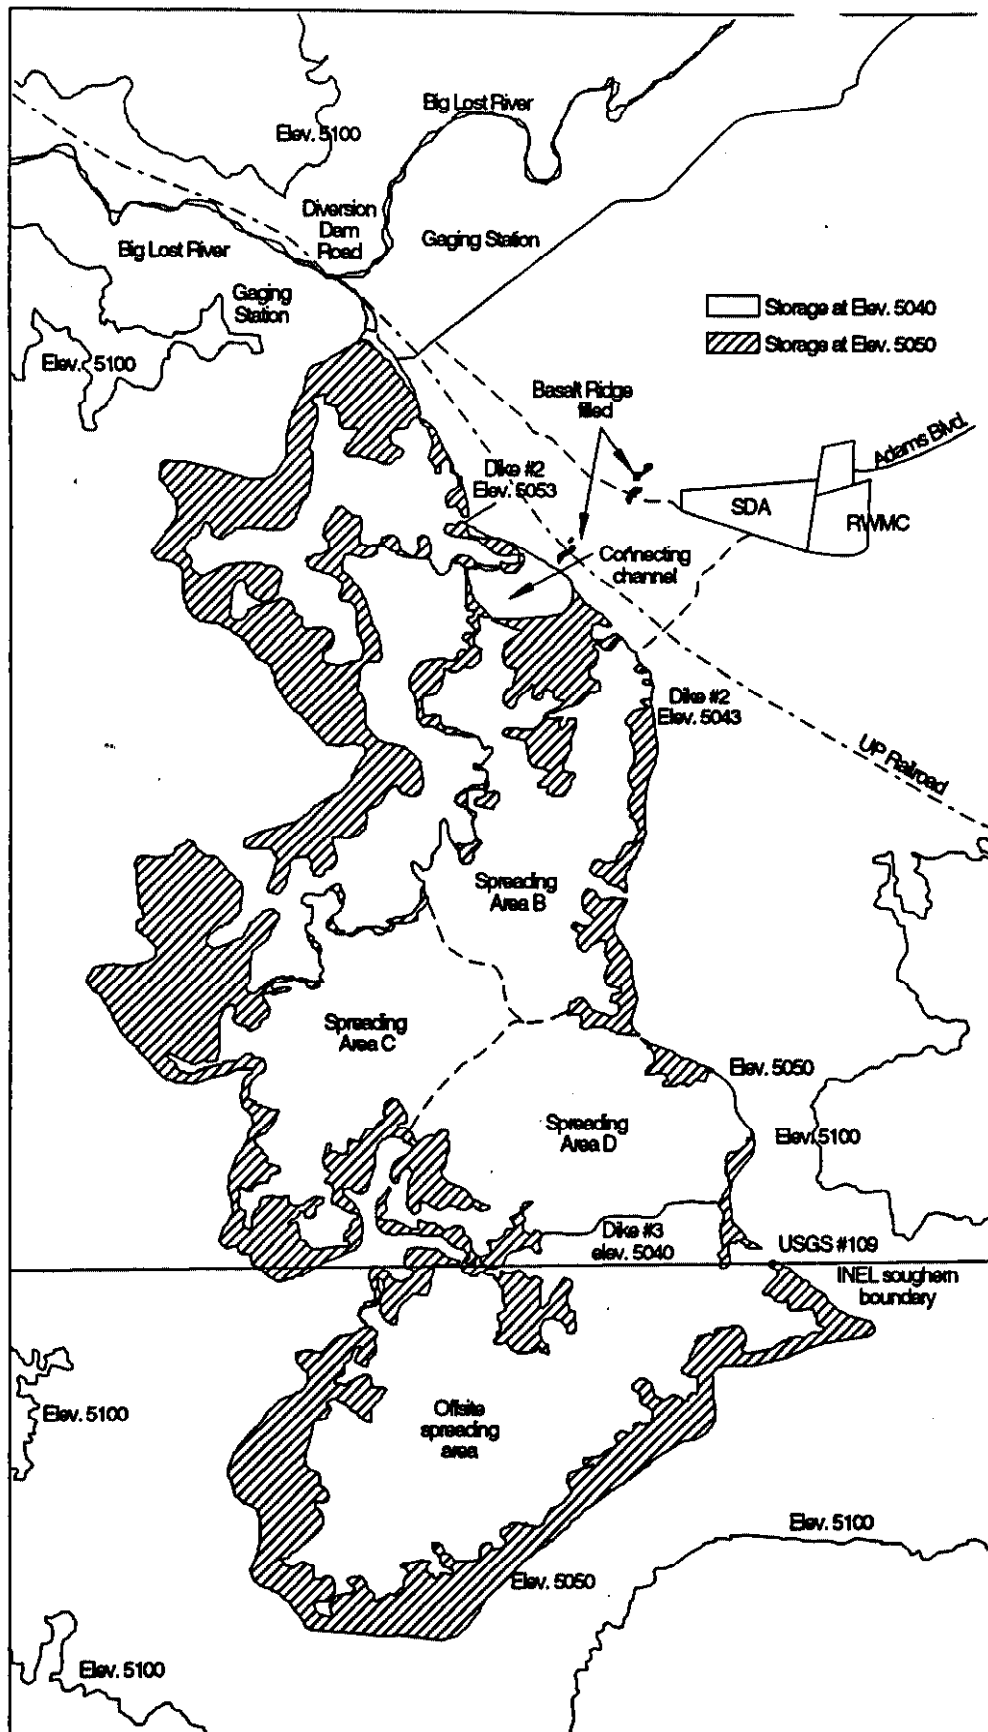 Big Lost River
Elev. 5100
Diversion
Dam
Road
Gaging Station
Big Lost River
Gaging
Station
Elev. 5100
Storage at Elev. 5040
Storage at Elev. 5050
Basalt Ridge
filled
Adams Blvd.
Dike #2
Elev. 5053
SDA
RWMC
Connecting
channel
Dike #2
Elev. 5043
UP Railroad
Spreading
Area B
Spreading
Area C
Elev. 5050
Spreading
Area D
Elev. 5100
Dike #3
elev. 5040
USGS #109
INEL soughern
boundary
Elev. 5100
Offsite
spreading
area
Elev. 5100
Elev. 5050
Elev. 5100